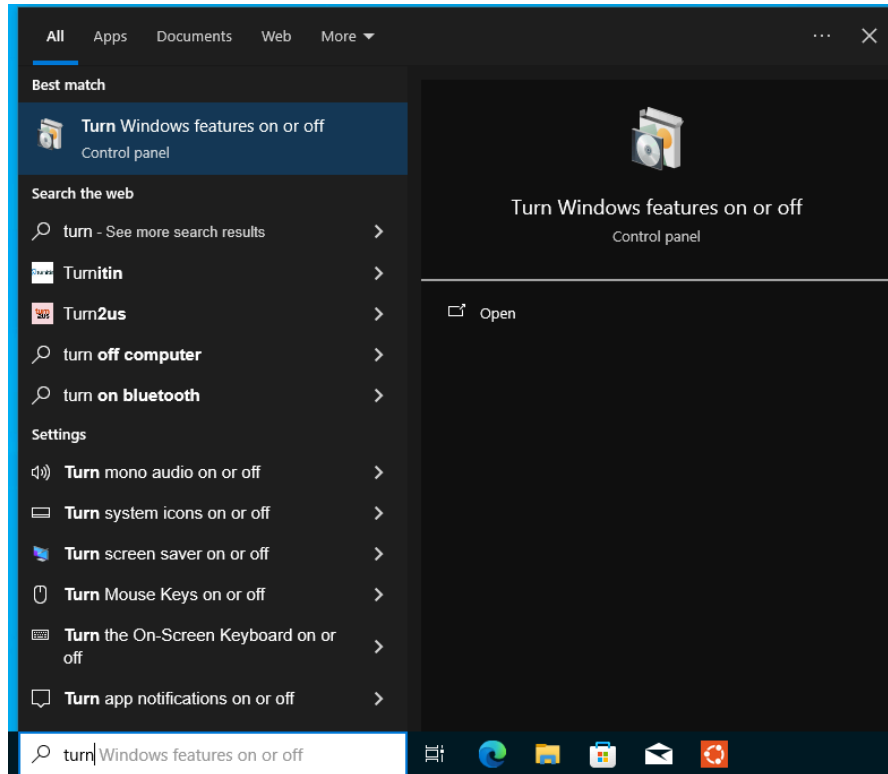 All Apps Documents Web More
Best match
Turn Windows features on or off
Control panel
Search the web
turn - See more search results
Turnitin
Turn2us
turn off computer
turn on bluetooth
Settings
Turn mono audio on or off
Turn system icons on or off
Turn screen saver on or off
Turn Mouse Keys on or off
Turn the On-Screen Keyboard on or
off
Turn app notifications on or off
turn Windows features on or off
Turn Windows features on or off
Control panel
Open